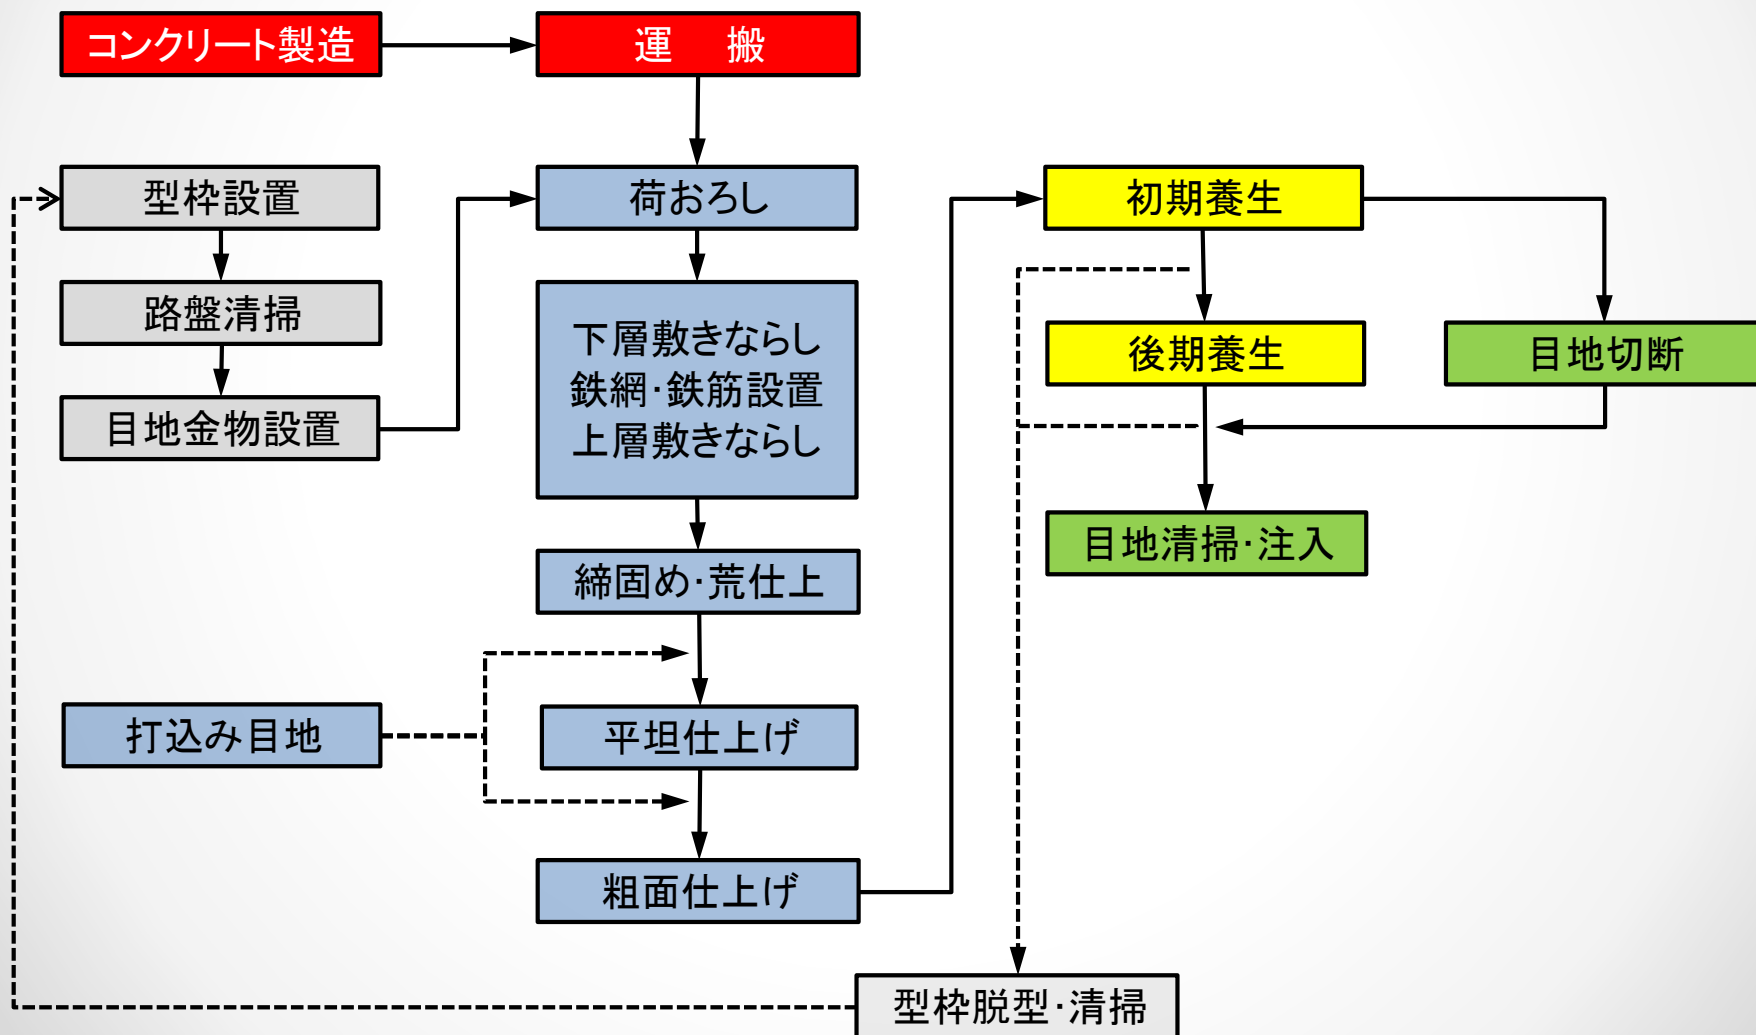 コンクリート製造
運　搬
型枠設置
路盤清掃
目地金物設置
荷おろし
下層敷きならし
鉄網・鉄筋設置
上層敷きならし
締固め・荒仕上
打込み目地
平坦仕上げ
粗面仕上げ
初期養生
後期養生
目地切断
目地清掃・注入
型枠脱型・清掃